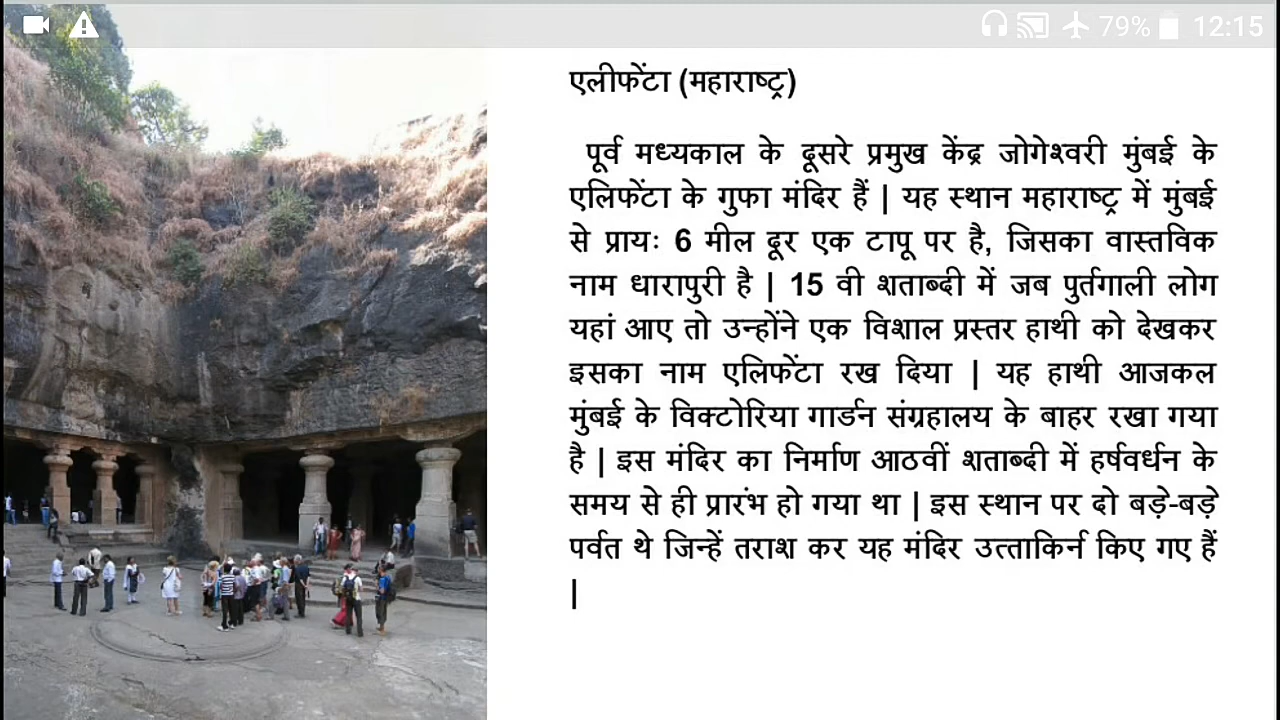 79% 12:15
एलीफेंटा (महाराष्ट्र)
पूर्व मध्यकाल के दूसरे प्रमुख केंद्र जोगेश्वरी मुंबई के
एलिफेंटा के गुफा मंदिर हैं | यह स्थान महाराष्ट्र में मुंबई
से प्रायः 6 मील दूर एक टापू पर है, जिसका वास्तविक
नाम धारापुरी है | 15 वी शताब्दी में जब पुर्तगाली लोग
यहां आए तो उन्होंने एक विशाल प्रस्तर हाथी को देखकर
इसका नाम एलिफेंटा रख दिया | यह हाथी आजकल
मुंबई के विक्टोरिया गार्डन संग्रहालय के बाहर रखा गया
है | इस मंदिर का निर्माण आठवीं शताब्दी में हर्षवर्धन के
समय से ही प्रारंभ हो गया था | इस स्थान पर दो बड़े-बड़े
पर्वत थे जिन्हें तराश कर यह मंदिर उत्ताकिर्न किए गए हैं
|